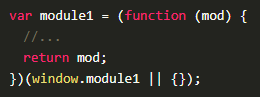 var module1 = (function (mod) {
  //...
  return mod;
})(window.module1 || {});